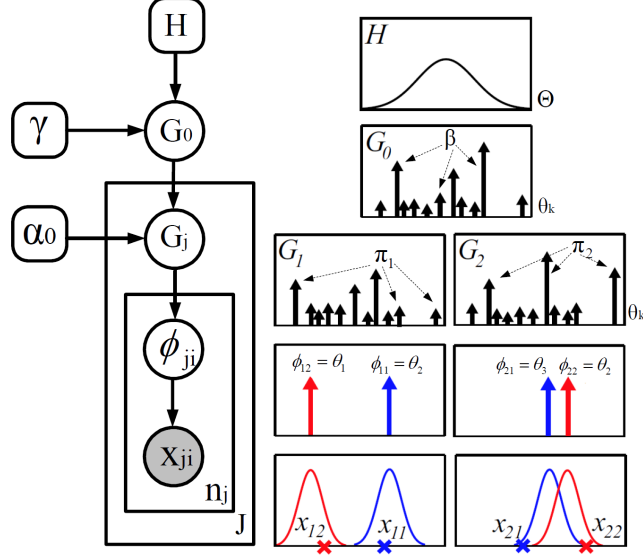 H
γ
G₀
α₀
Gⱼ
ϕⱼᵢ
xⱼᵢ
nⱼ
J
H
Θ
G₀
β
θₖ
G₁
π₁
G₂
π₂
θₖ
ϕ₁₂ = θ₁
ϕ₁₁ = θ₂
ϕ₂₁ = θ₃
ϕ₂₂ = θ₂
x₁₂
x₁₁
x₂₁
x₂₂